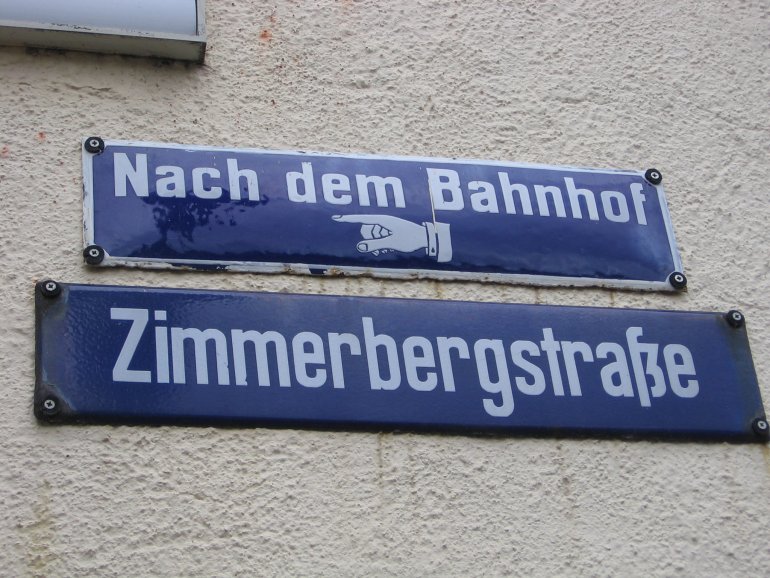 Nach dem Bahnhof
Zimmerbergstraße